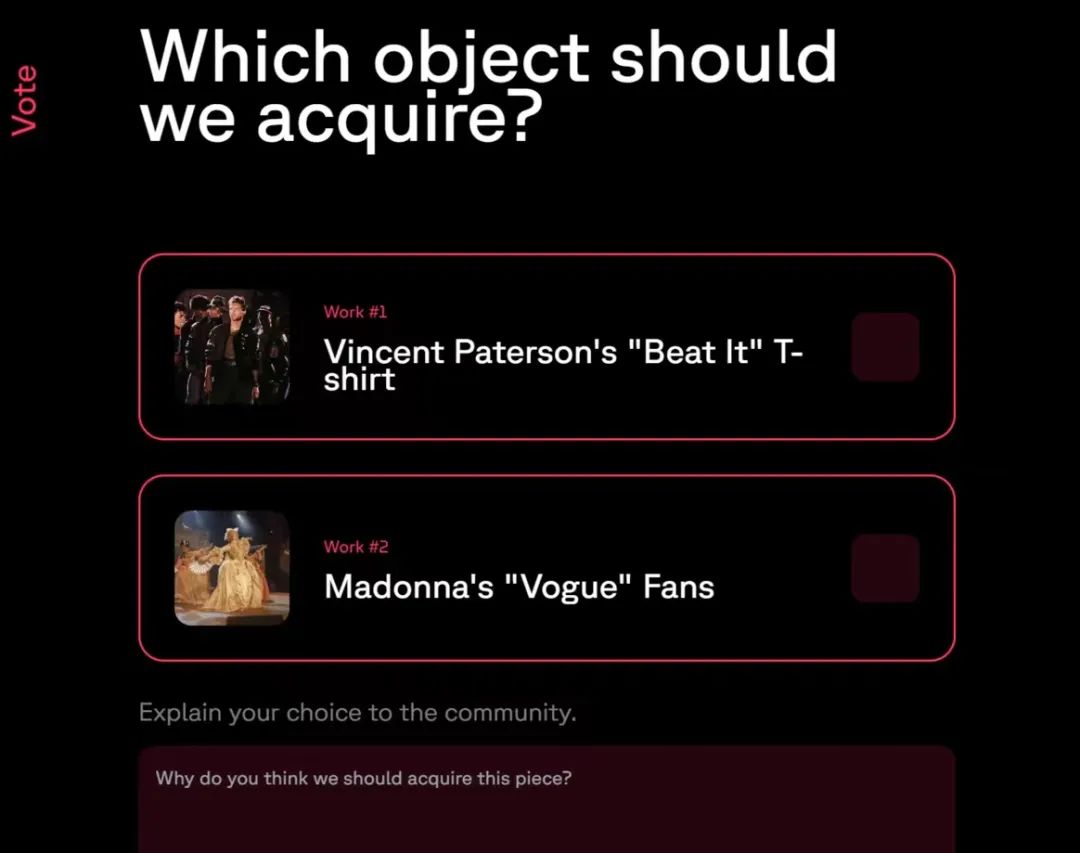 Vote
Which object should
we acquire?
Work #1
Vincent Paterson's "Beat It" T-
shirt
Work #2
Madonna's "Vogue" Fans
Explain your choice to the community.
Why do you think we should acquire this piece?